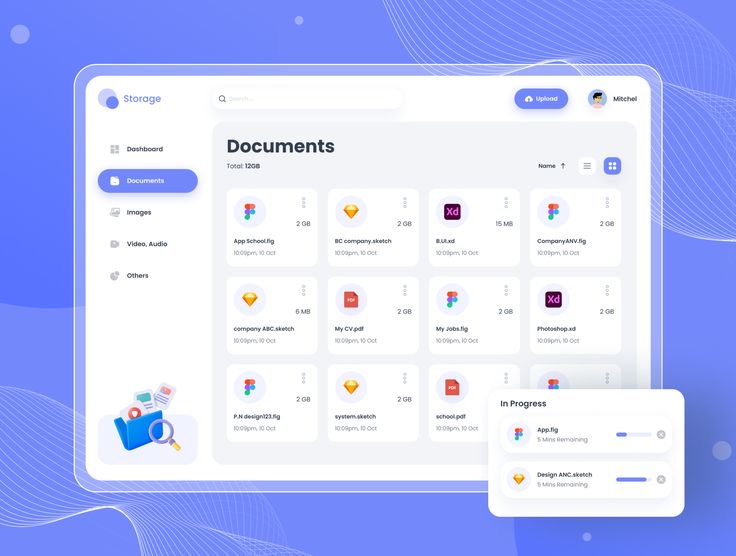 Storage
Search...
Upload
Mitchel
Dashboard
Documents
Images
Video, Audio
Others
Documents
Total: 12GB
Name
2 GB
App School.fig
10:09pm, 10 Oct
2 GB
BC company.sketch
10:09pm, 10 Oct
Xd
15 MB
B.UI.xd
10:09pm, 10 Oct
2 GB
CompanyANV.fig
10:09pm, 10 Oct
6 MB
company ABC.sketch
10:09pm, 10 Oct
PDF
2 GB
My CV.pdf
10:09pm, 10 Oct
2 GB
My Jobs.fig
10:09pm, 10 Oct
Xd
2 GB
Photoshop.xd
10:09pm, 10 Oct
2 GB
P.N design123.fig
10:09pm, 10 Oct
2 GB
system.sketch
10:09pm, 10 Oct
PDF
school.pdf
10:09pm, 10 Oct
In Progress
App.fig
5 Mins Remaining
Design ANC.sketch
5 Mins Remaining